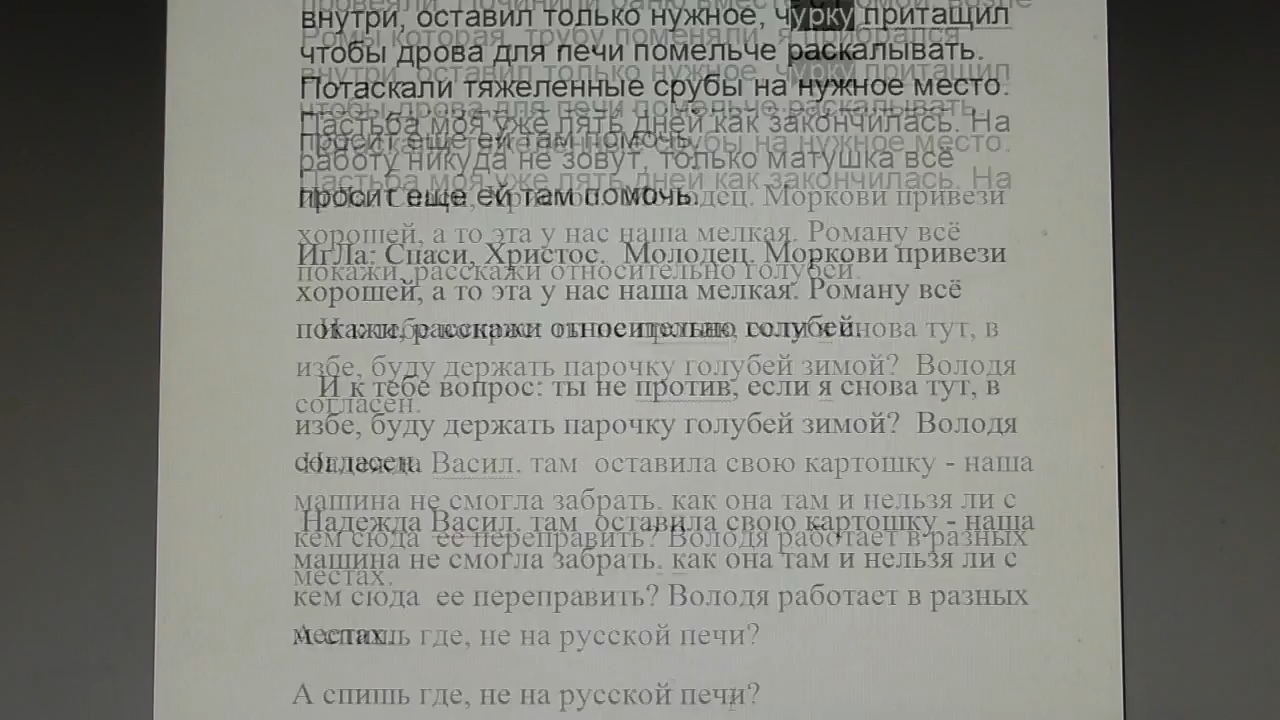 внутри, оставил только нужное, чурку притащил
чтобы дрова для печи помельче раскалывать.
Потаскали тяжеленные срубы на нужное место.
Пастьба моя уже пять дней как закончилась. На
работу никуда не зовут, только матушка всё
просит еще ей там помочь.
ИгЛа: Спаси, Христос.  Молодец. Моркови привези
хорошей, а то эта у нас наша мелкая. Роману всё
покажи, расскажи относительно голубей.
И к тебе вопрос: ты не против, если я снова тут, в
избе, буду держать парочку голубей зимой?  Володя
согласен.
Надежда Васил. там  оставила свою картошку - наша
машина не смогла забрать. как она там и нельзя ли с
кем сюда  ее переправить? Володя работает в разных
местах.
А спишь где, не на русской печи?